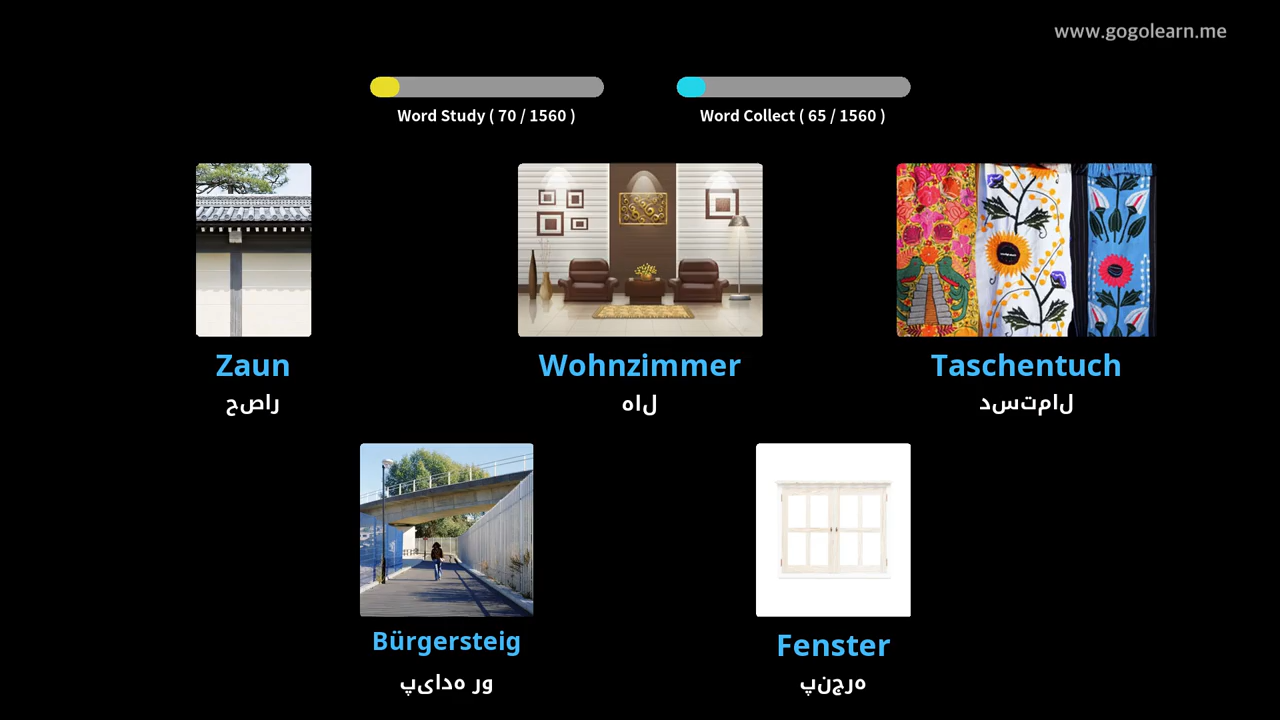 www.gogolearn.me
Word Study ( 70 / 1560 )
Word Collect ( 65 / 1560 )
Zaun
راصح
Wohnzimmer
لاه
Taschentuch
لامتسد
Bürgersteig
ور هدایپ
Fenster
هرجنپ